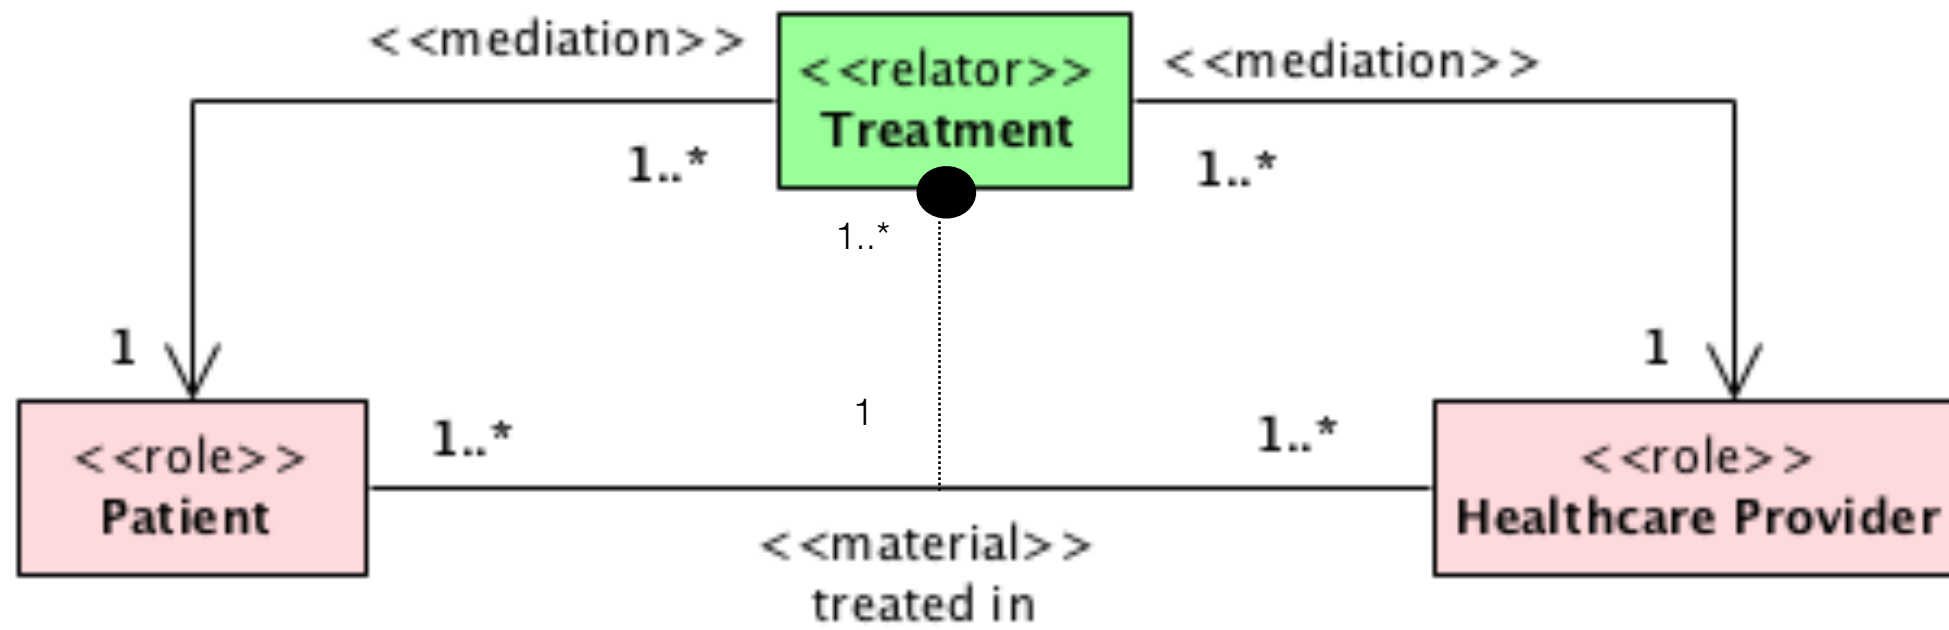 <<mediation>>
<<relator>>
Treatment
<<mediation>>
1..*
1..*
1..*
1
1
1
1..*
1..*
<<role>>
Patient
<<role>>
Healthcare Provider
<<material>>
treated in